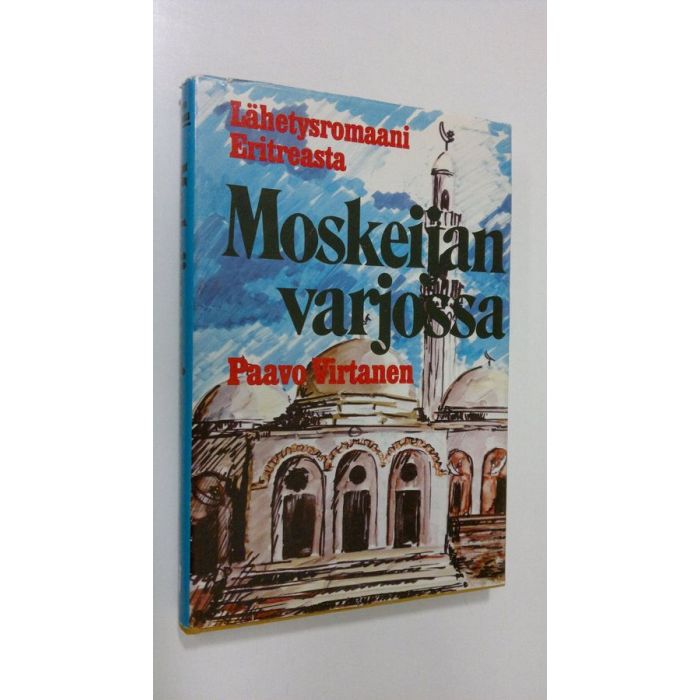 Lähetysromaani
Eritreasta
Moskeijan
varjossa
Paavo Virtanen